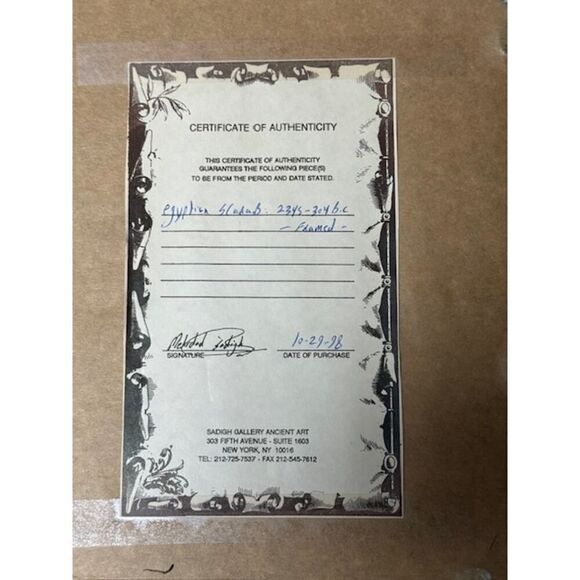 CERTIFICATE OF AUTHENTICITY
THIS CERTIFICATE OF AUTHENTICITY
GUARANTEES THE FOLLOWING PIECE(S)
TO BE FROM THE PERIOD AND DATE STATED.
egyptian scarab. 2345-304 b.c
- Framed -
10-29-98
SIGNATURE DATE OF PURCHASE
SADIGH GALLERY ANCIENT ART
303 FIFTH AVENUE - SUITE 1603
NEW YORK, NY 10016
TEL: 212-725-7537 - FAX 212-545-7612